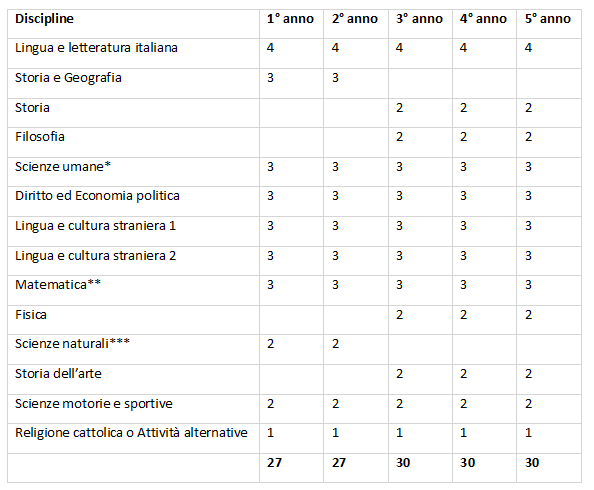 Discipline 1° anno 2° anno 3° anno 4° anno 5° anno
Lingua e letteratura italiana 4 4 4 4 4
Storia e Geografia 3 3
Storia 2 2 2
Filosofia 2 2 2
Scienze umane* 3 3 3 3 3
Diritto ed Economia politica 3 3 3 3 3
Lingua e cultura straniera 1 3 3 3 3 3
Lingua e cultura straniera 2 3 3 3 3 3
Matematica** 3 3 3 3 3
Fisica 2 2 2
Scienze naturali*** 2 2
Storia dell’arte 2 2 2
Scienze motorie e sportive 2 2 2 2 2
Religione cattolica o Attività alternative 1 1 1 1 1
27 27 30 30 30